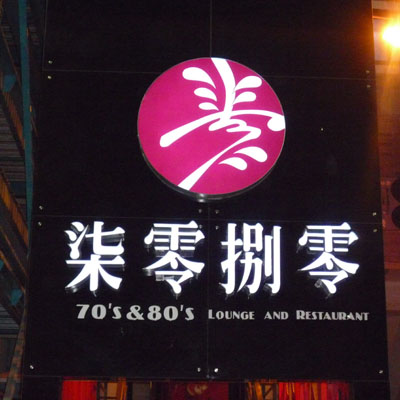 柒零捌零
70's & 80's LOUNGE AND RESTAURANT